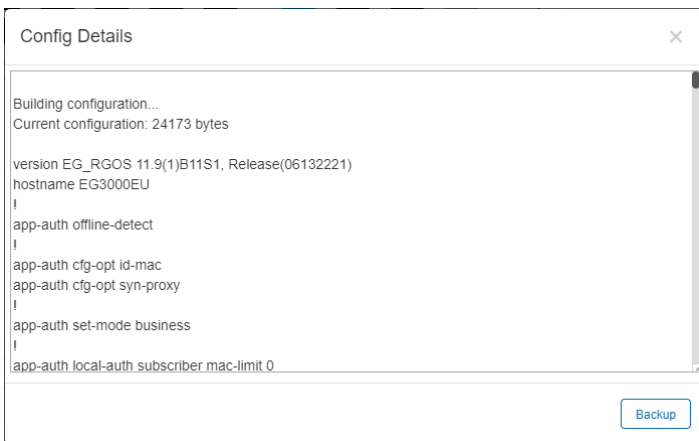 Config Details
×
Building configuration...
Current configuration: 24173 bytes
version EG_RGOS 11.9(1)B11S1, Release(06132221)
hostname EG3000EU
!
app-auth offline-detect
!
app-auth cfg-opt id-mac
app-auth cfg-opt syn-proxy
!
app-auth set-mode business
!
app-auth local-auth subscriber mac-limit 0
Backup